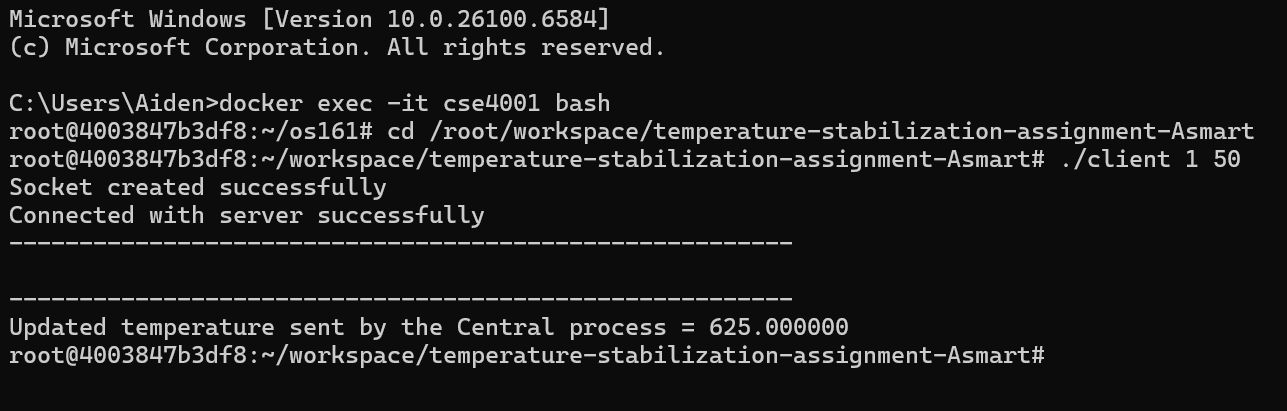 Microsoft Windows [Version 10.0.26100.6584]
(c) Microsoft Corporation. All rights reserved.
C:\Users\Aiden>docker exec -it cse4001 bash
root@4003847b3df8:~/os161# cd /root/workspace/temperature-stabilization-assignment-Asmart
root@4003847b3df8:~/workspace/temperature-stabilization-assignment-Asmart# ./client 1 50
Socket created successfully
Connected with server successfully
--------------------------------------------------------
--------------------------------------------------------
Updated temperature sent by the Central process = 625.000000
root@4003847b3df8:~/workspace/temperature-stabilization-assignment-Asmart#